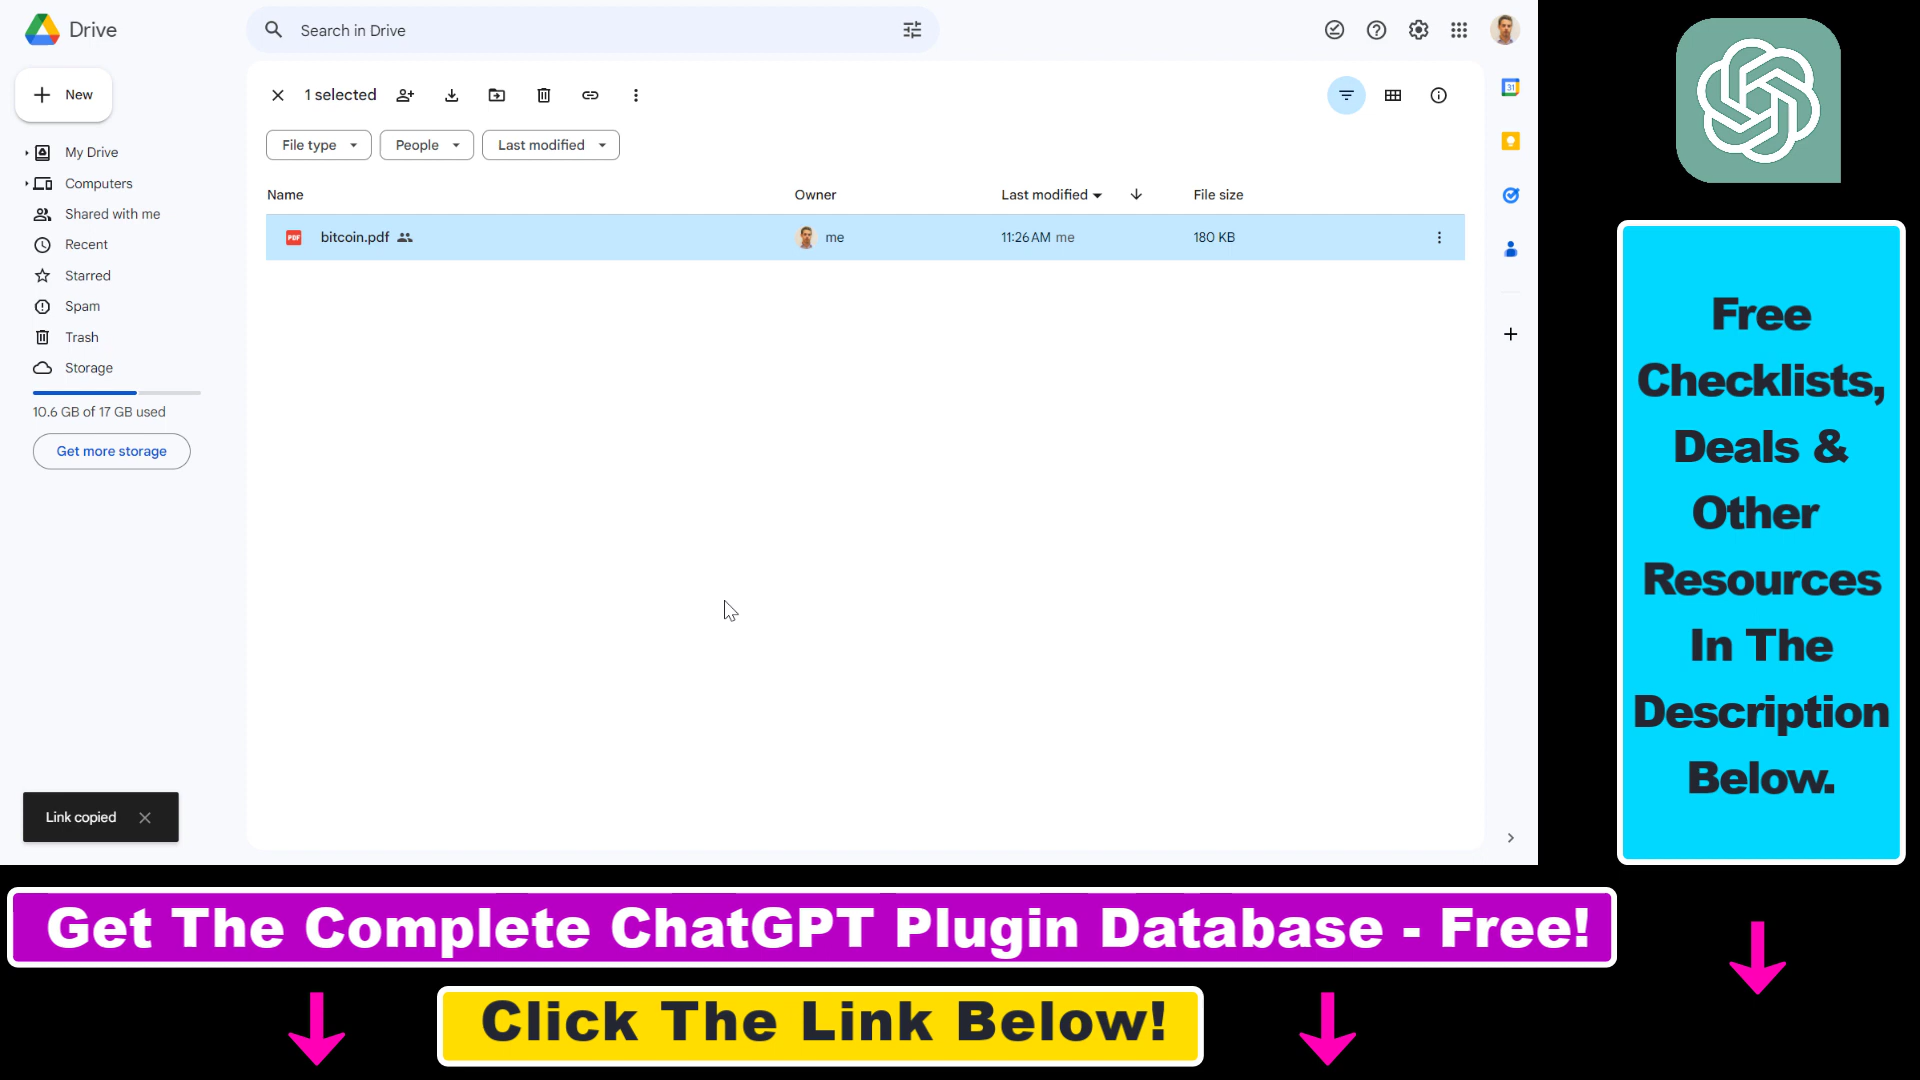 Drive
Search in Drive
New
1 selected
My Drive
Computers
Shared with me
Recent
Starred
Spam
Trash
Storage
10.6 GB of 17 GB used
Get more storage
File type
People
Last modified
Name
Owner
Last modified
File size
PDF
bitcoin.pdf
me
11:26 AM me
180 KB
31
Link copied
Free
Checklists,
Deals &
Other
Resources
In The
Description
Below.
Get The Complete ChatGPT Plugin Database - Free!
Click The Link Below!